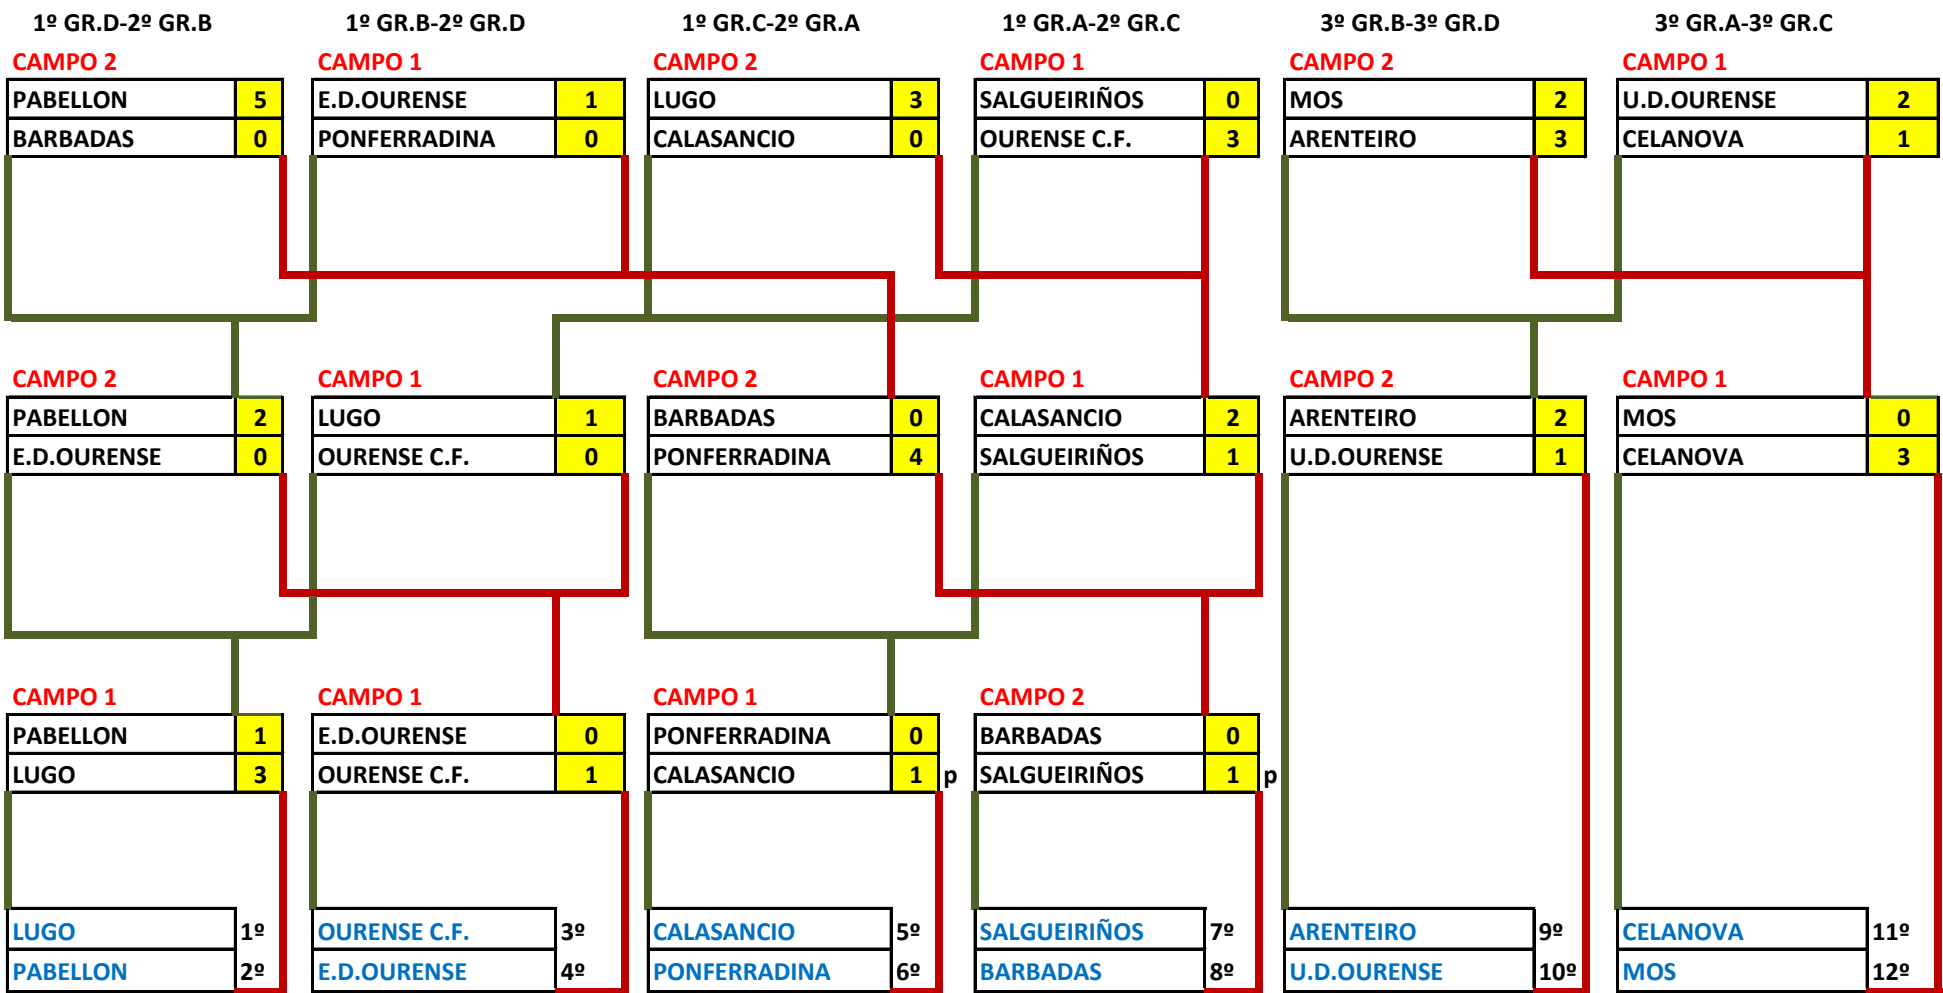 1º GR.D-2º GR.B 1º GR.B-2º GR.D 1º GR.C-2º GR.A 1º GR.A-2º GR.C 3º GR.B-3º GR.D 3º GR.A-3º GR.C
CAMPO 2 CAMPO 1 CAMPO 2 CAMPO 1 CAMPO 2 CAMPO 1
PABELLON 5 E.D.OURENSE 1 LUGO 3 SALGUEIRIÑOS 0 MOS 2 U.D.OURENSE 2
BARBADAS 0 PONFERRADINA 0 CALASANCIO 0 OURENSE C.F. 3 ARENTEIRO 3 CELANOVA 1
CAMPO 2 CAMPO 1 CAMPO 2 CAMPO 1 CAMPO 2 CAMPO 1
PABELLON 2 LUGO 1 BARBADAS 0 CALASANCIO 2 ARENTEIRO 2 MOS 0
E.D.OURENSE 0 OURENSE C.F. 0 PONFERRADINA 4 SALGUEIRIÑOS 1 U.D.OURENSE 1 CELANOVA 3
CAMPO 1 CAMPO 1 CAMPO 1 CAMPO 2
PABELLON 1 E.D.OURENSE 0 PONFERRADINA 0 BARBADAS 0
LUGO 3 OURENSE C.F. 1 CALASANCIO 1 p SALGUEIRIÑOS 1 p
LUGO 1º OURENSE C.F. 3º CALASANCIO 5º SALGUEIRIÑOS 7º ARENTEIRO 9º CELANOVA 11º
PABELLON 2º E.D.OURENSE 4º PONFERRADINA 6º BARBADAS 8º U.D.OURENSE 10º MOS 12º